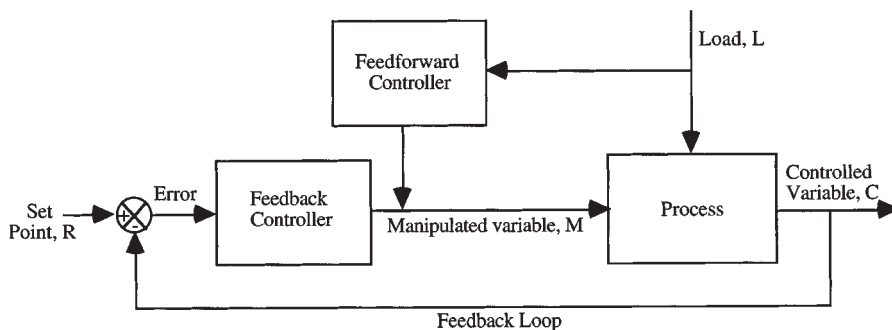 Load, L
Feedforward
Controller
Error
Feedback
Controller
Process
Controlled
Variable, C
Set
Point, R
+
-
Manipulated variable, M
Feedback Loop